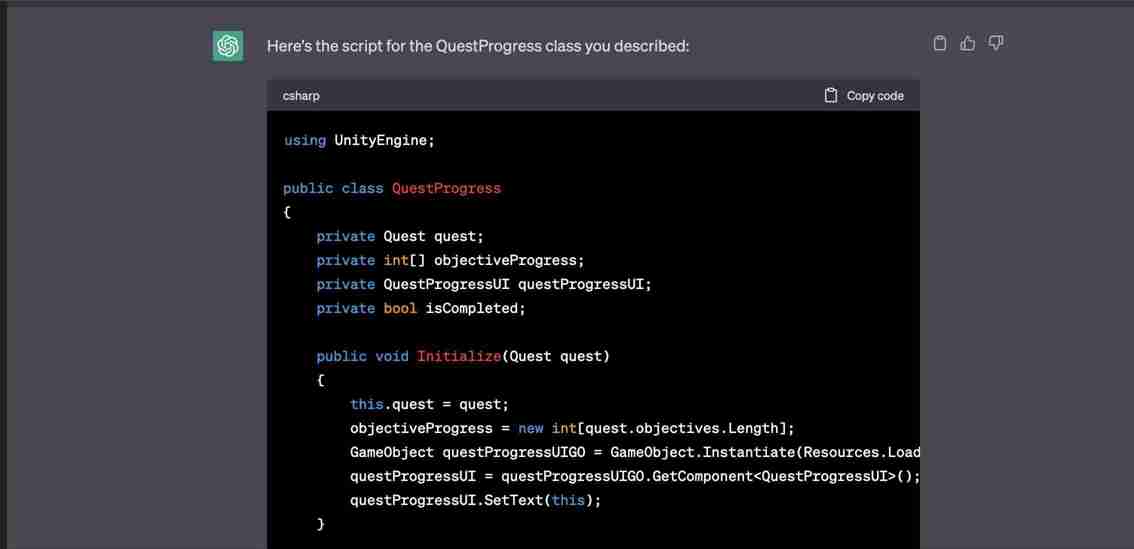 Here's the script for the QuestProgress class you described:
csharp
Copy code
using UnityEngine;
public class QuestProgress
{
    private Quest quest;
    private int[] objectiveProgress;
    private QuestProgressUI questProgressUI;
    private bool isCompleted;
    public void Initialize(Quest quest)
    {
        this.quest = quest;
        objectiveProgress = new int[quest.objectives.Length];
        GameObject questProgressUIGO = GameObject.Instantiate(Resources.Load
        questProgressUI = questProgressUIGO.GetComponent<QuestProgressUI>();
        questProgressUI.SetText(this);
    }